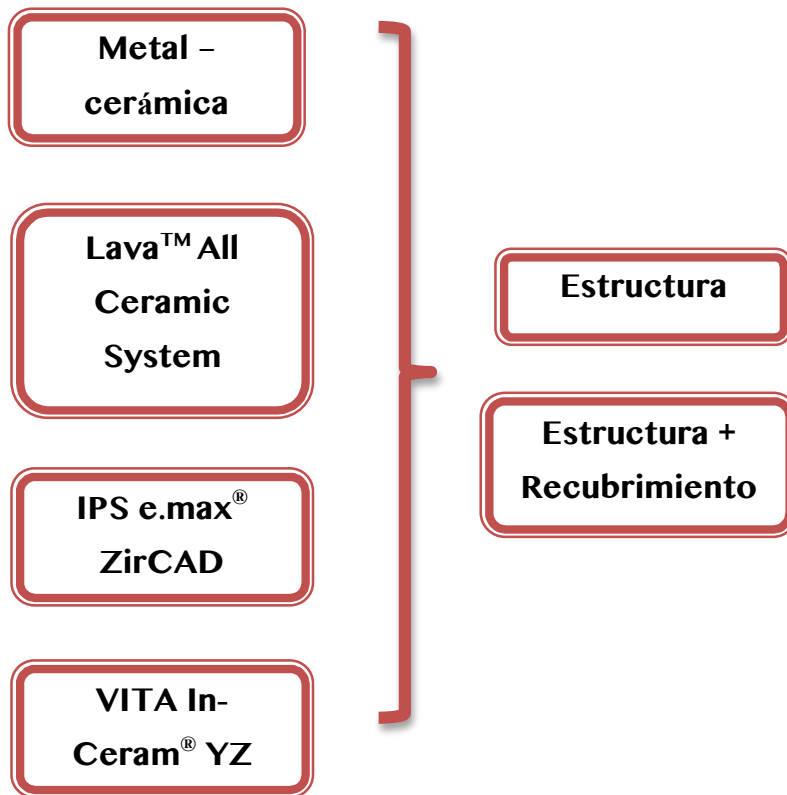 Metal –
cerámica
Lava™ All
Ceramic
System
IPS e.max®
ZirCAD
VITA In-
Ceram® YZ
Estructura
Estructura +
Recubrimiento